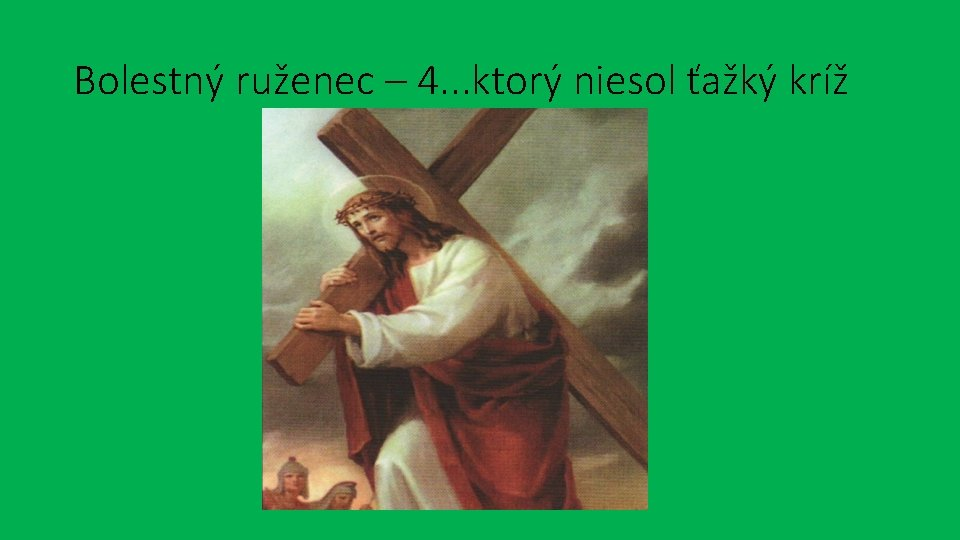 Bolestný ruženec – 4...ktorý niesol ťažký kríž